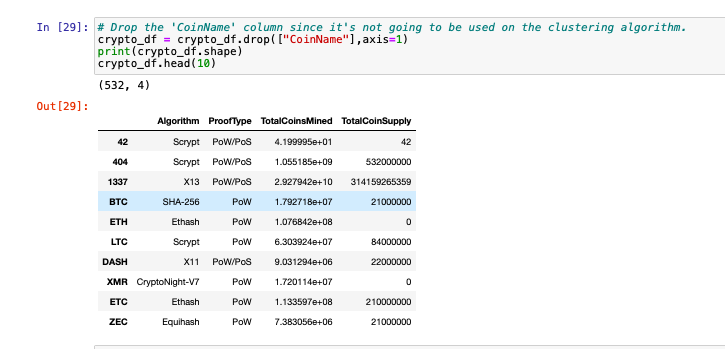 In [29]: # Drop the 'CoinName' column since it's not going to be used on the clustering algorithm.
crypto_df = crypto_df.drop(["CoinName"],axis=1)
print(crypto_df.shape)
crypto_df.head(10)
(532, 4)
Out[29]:
Algorithm ProofType TotalCoinsMined TotalCoinSupply
42 Scrypt PoW/PoS 4.199995e+01 42
404 Scrypt PoW/PoS 1.055185e+09 532000000
1337 X13 PoW/PoS 2.927942e+10 314159265359
BTC SHA-256 PoW 1.792718e+07 21000000
ETH Ethash PoW 1.076842e+08 0
LTC Scrypt PoW 6.303924e+07 84000000
DASH X11 PoW/PoS 9.031294e+06 22000000
XMR CryptoNight-V7 PoW 1.720114e+07 0
ETC Ethash PoW 1.133597e+08 210000000
ZEC Equihash PoW 7.383056e+06 21000000